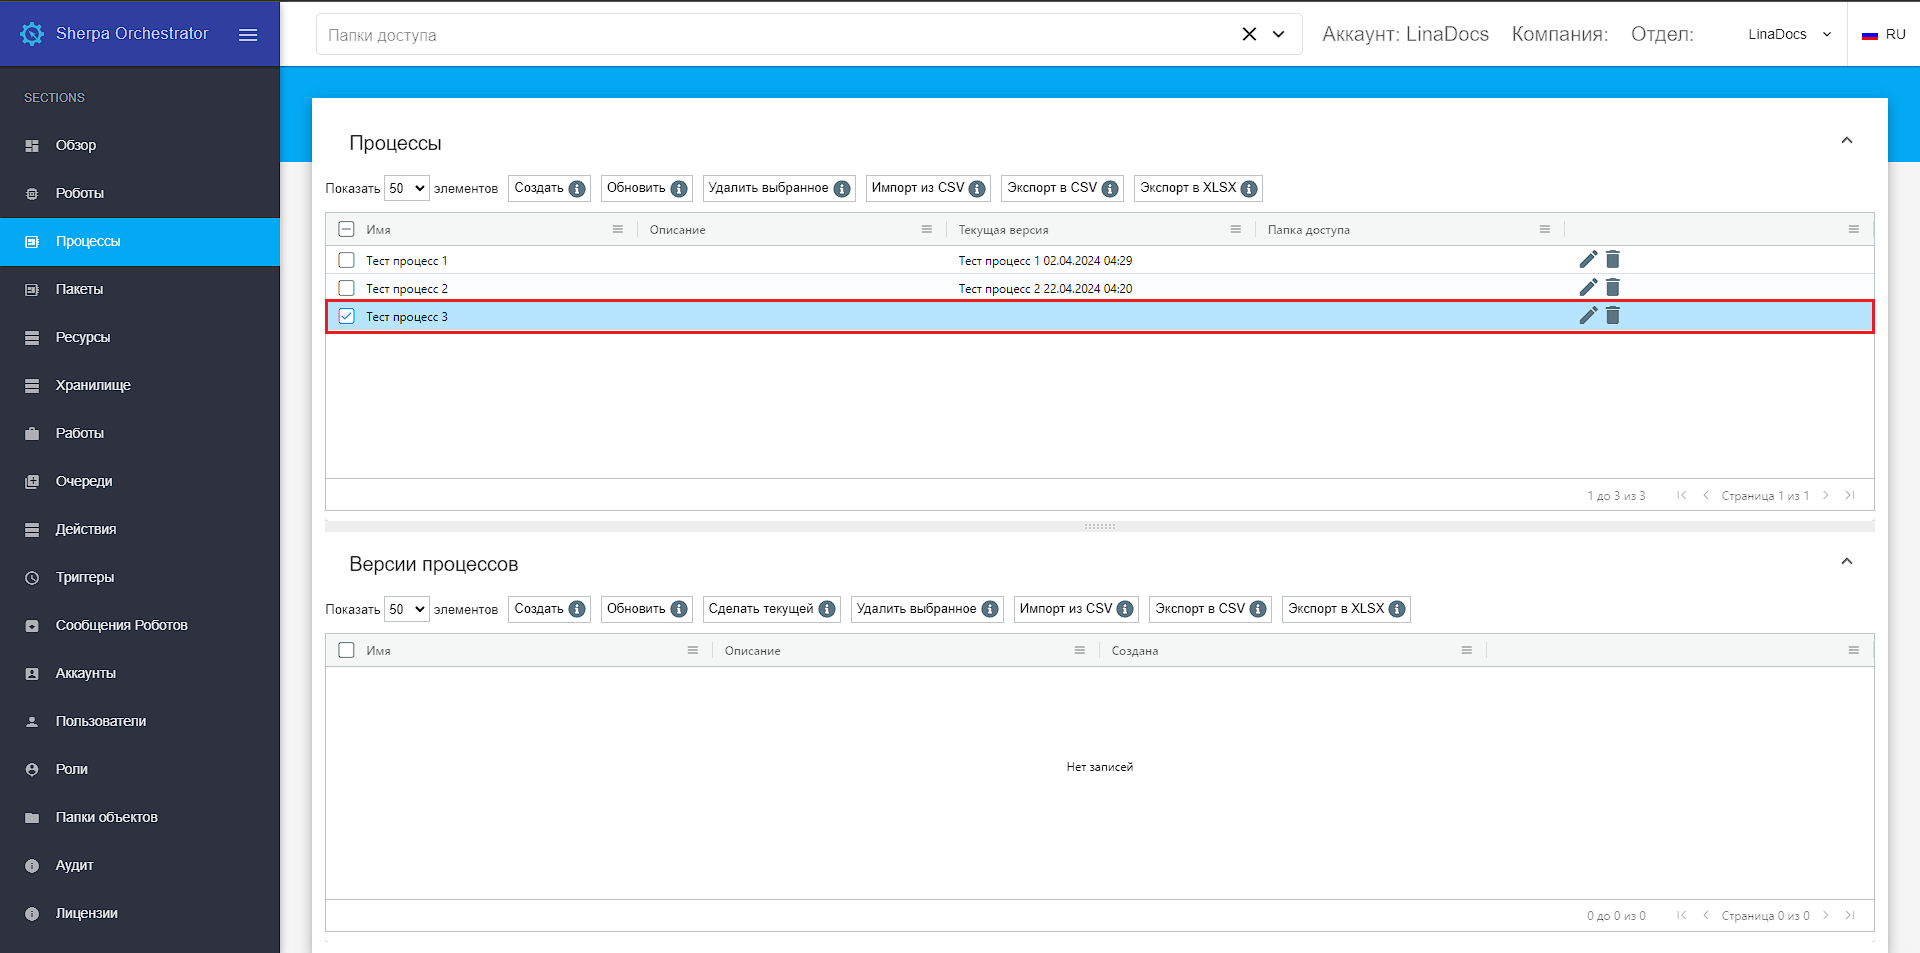 Sherpa Orchestrator
Папки доступа
Аккаунт: LinaDocs Компания: Отдел:
LinaDocs
RU
SECTIONS
Обзор
Роботы
Процессы
Пакеты
Ресурсы
Хранилище
Работы
Очереди
Действия
Триггеры
Сообщения Роботов
Аккаунты
Пользователи
Роли
Папки объектов
Аудит
Лицензии
Процессы
Показать 50 элементов Создать Обновить Удалить выбранное Импорт из CSV Экспорт в CSV Экспорт в XLSX
Имя Описание Текущая версия Папка доступа
Тест процесс 1 Тест процесс 1 02.04.2024 04:29
Тест процесс 2 Тест процесс 2 22.04.2024 04:20
Тест процесс 3
1 до 3 из 3 Страница 1 из 1
Версии процессов
Показать 50 элементов Создать Обновить Сделать текущей Удалить выбранное Импорт из CSV Экспорт в CSV Экспорт в XLSX
Имя Описание Создана
Нет записей
0 до 0 из 0 Страница 0 из 0